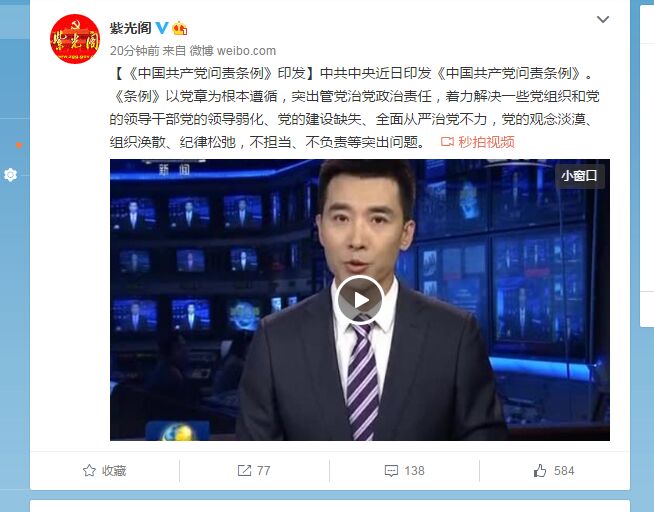 紫光阁
www.zgg.gov.cn
紫光阁
20分钟前 来自 微博 weibo.com
【《中国共产党问责条例》印发】中共中央近日印发《中国共产党问责条例》。
《条例》以党章为根本遵循，突出管党治党政治责任，着力解决一些党组织和党
的领导干部党的领导弱化、党的建设缺失、全面从严治党不力，党的观念淡漠、
组织涣散、纪律松弛，不担当、不负责等突出问题。 秒拍视频
新闻
小窗口
收藏
77
138
584